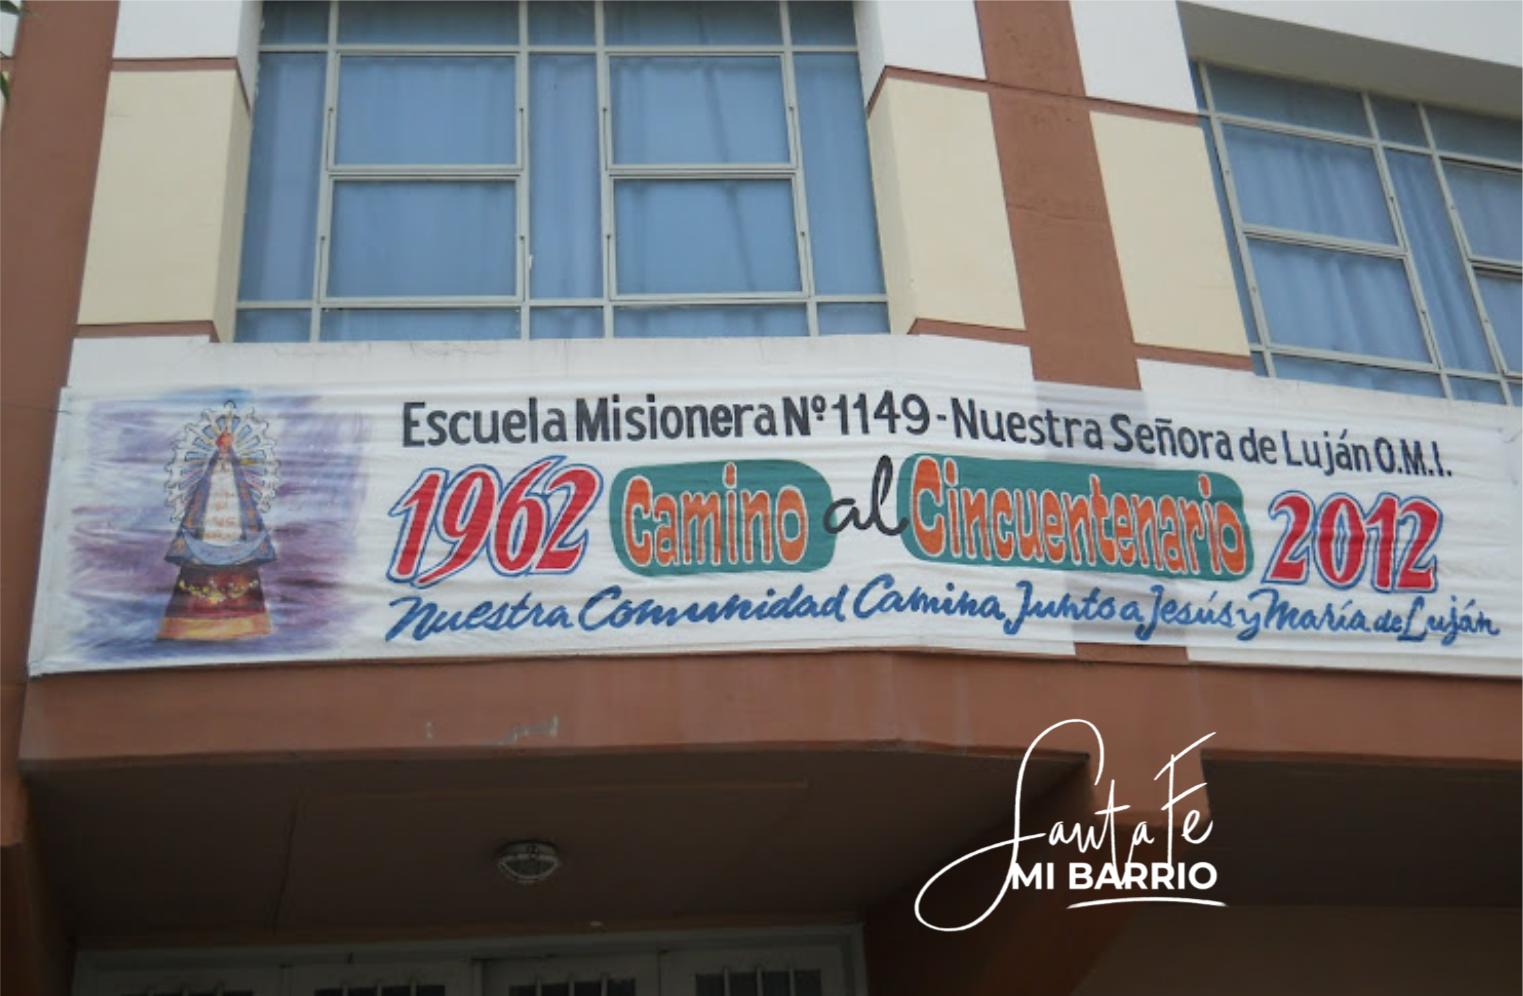 Escuela Misionera Nº 1149 - Nuestra Señora de Luján O.M.I.
1962 Camino al Cincuentenario 2012
Nuestra Comunidad Camina, Junto a Jesús y María de Luján
Santa Fe
MI BARRIO